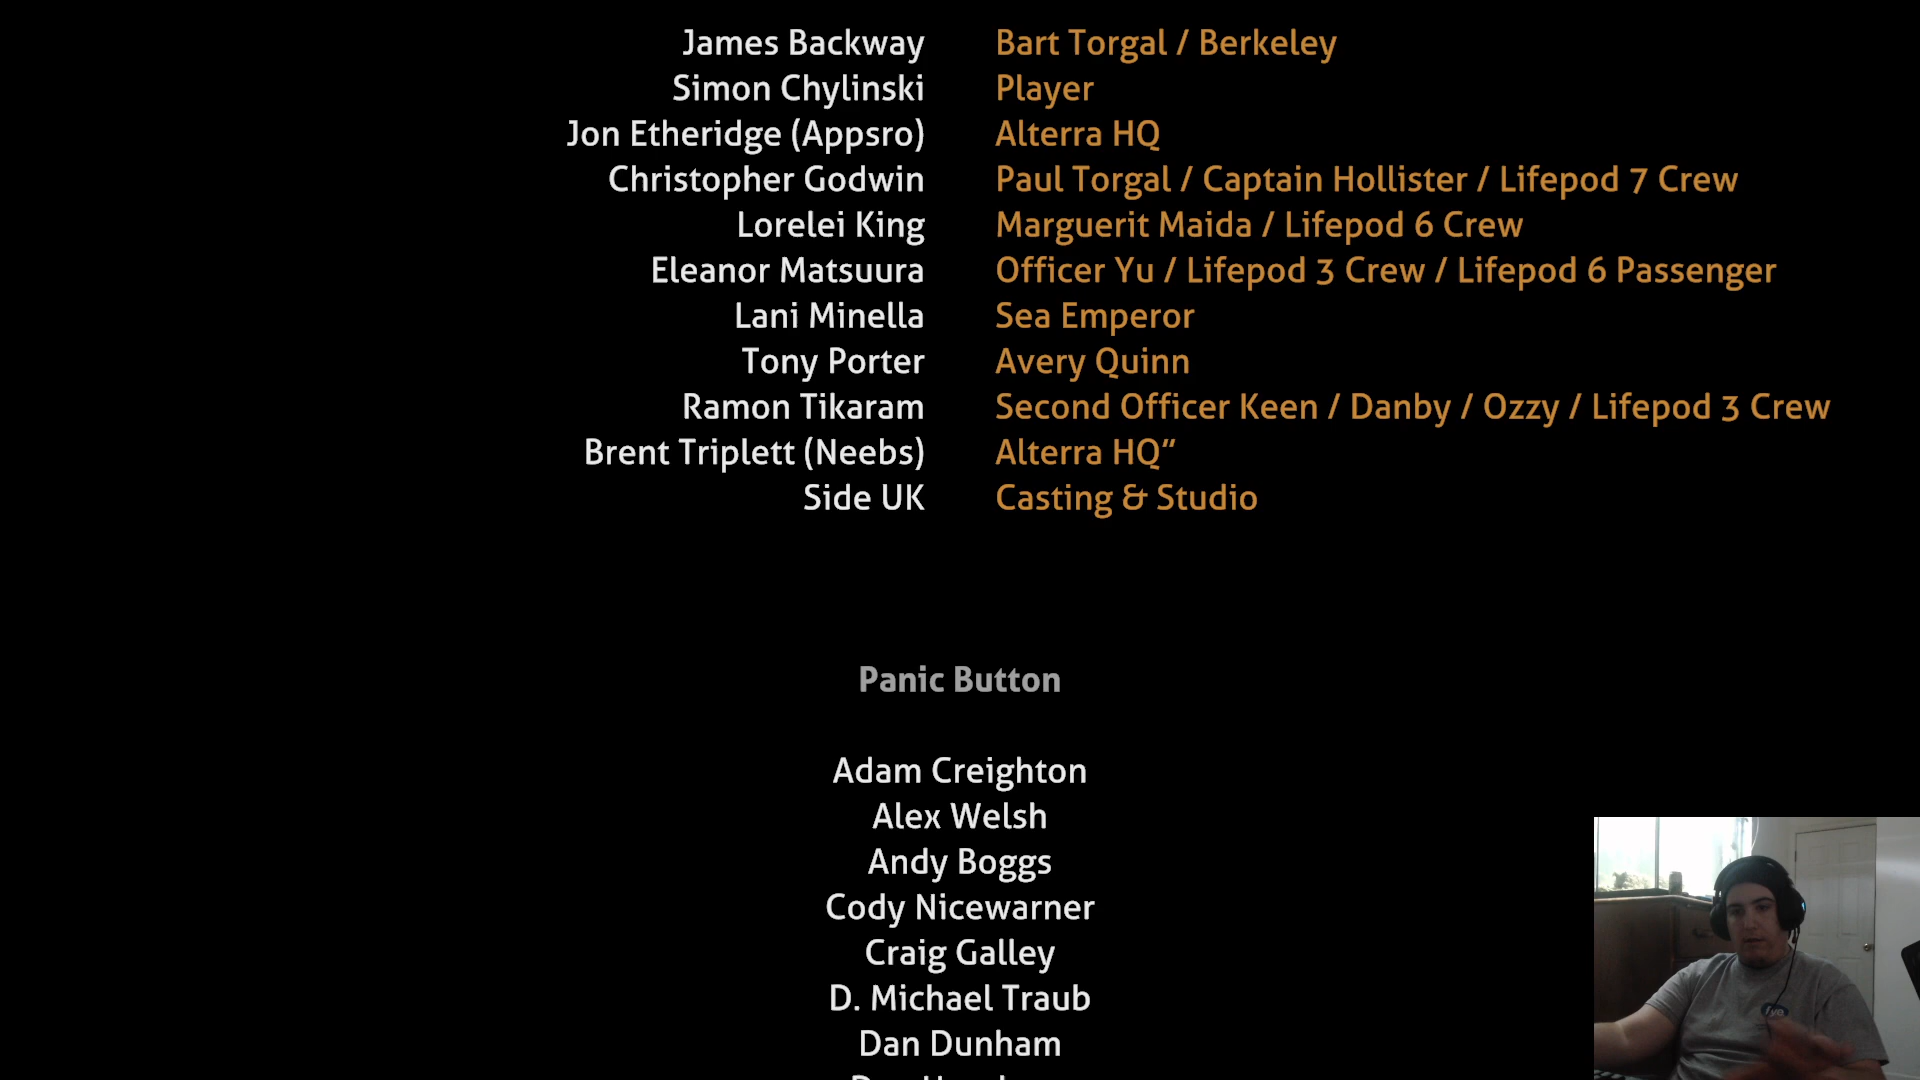 James Backway Bart Torgal / Berkeley
Simon Chylinski Player
Jon Etheridge (Appsro) Alterra HQ
Christopher Godwin Paul Torgal / Captain Hollister / Lifepod 7 Crew
Lorelei King Marguerit Maida / Lifepod 6 Crew
Eleanor Matsuura Officer Yu / Lifepod 3 Crew / Lifepod 6 Passenger
Lani Minella Sea Emperor
Tony Porter Avery Quinn
Ramon Tikaram Second Officer Keen / Danby / Ozzy / Lifepod 3 Crew
Brent Triplett (Neebs) Alterra HQ”
Side UK Casting & Studio
Panic Button
Adam Creighton
Alex Welsh
Andy Boggs
Cody Nicewarner
Craig Galley
D. Michael Traub
Dan Dunham